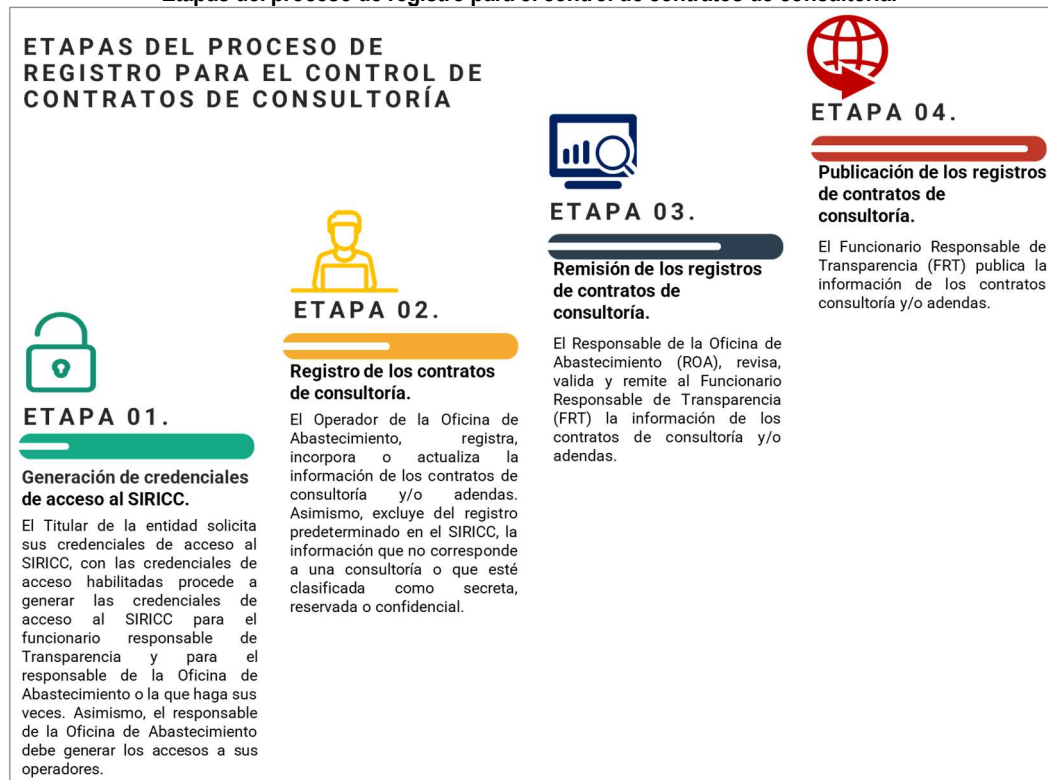 ETAPAS DEL PROCESO DE
REGISTRO PARA EL CONTROL DE
CONTRATOS DE CONSULTORÍA
ETAPA 01.
Generación de credenciales
de acceso al SIRICC.
El Titular de la entidad solicita
sus credenciales de acceso al
SIRICC, con las credenciales de
acceso habilitadas procede a
generar las credenciales de
acceso al SIRICC para el
funcionario responsable de
Transparencia y para el
responsable de la Oficina de
Abastecimiento o la que haga sus
veces. Asimismo, el responsable
de la Oficina de Abastecimiento
debe generar los accesos a sus
operadores.
ETAPA 02.
Registro de los contratos
de consultoría.
El Operador de la Oficina de
Abastecimiento, registra,
incorpora o actualiza la
información de los contratos de
consultoría y/o adendas.
Asimismo, excluye del registro
predeterminado en el SIRICC, la
información que no corresponde
a una consultoría o que esté
clasificada como secreta,
reservada o confidencial.
ETAPA 03.
Remisión de los registros
de contratos de
consultoría.
El Responsable de la Oficina de
Abastecimiento (ROA), revisa,
valida y remite al Funcionario
Responsable de Transparencia
(FRT) la información de los
contratos de consultoría y/o
adendas.
ETAPA 04.
Publicación de los registros
de contratos de
consultoría.
El Funcionario Responsable de
Transparencia (FRT) publica la
información de los contratos
consultoría y/o adendas.